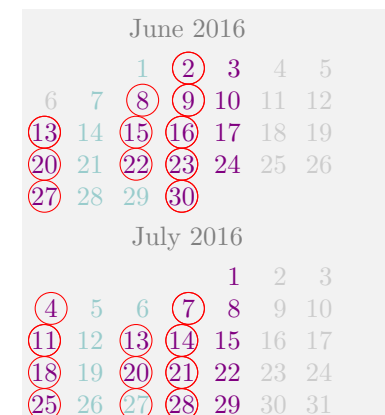 June 2016
1 2 3 4 5
6 7 8 9 10 11 12
13 14 15 16 17 18 19
20 21 22 23 24 25 26
27 28 29 30
July 2016
1 2 3
4 5 6 7 8 9 10
11 12 13 14 15 16 17
18 19 20 21 22 23 24
25 26 27 28 29 30 31